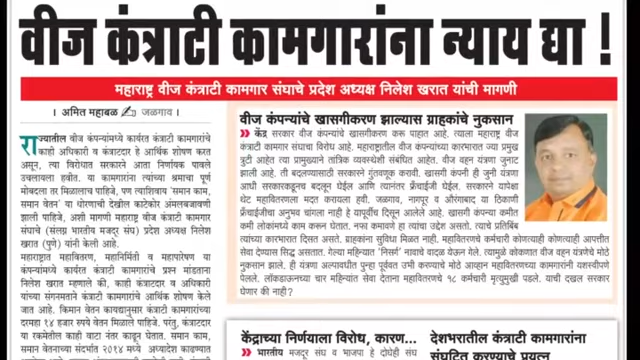 वीज कंत्राटी कामगारांना न्याय द्या !
महाराष्ट्र वीज कंत्राटी कामगार संघाचे प्रदेश अध्यक्ष निलेश खरात यांची मागणी
। अमित महाबळ जळगाव ।
राज्यातील वीज कंपन्यांमध्ये कार्यरत कंत्राटी कामगारांचे
काही अधिकारी व कंत्राटदार हे आर्थिक शोषण करत
असून, त्या विरोधात सरकारने आता निर्णायक पावले
उचलायला हवीत. या कामगारांना त्यांच्या श्रमाचा पूर्ण
मोबदला तर मिळालाच पाहिजे, पण त्याशिवाय 'समान काम,
समान वेतन' या धोरणाची देखील काटेकोर अंमलबजावणी
झाली पाहिजे, अशी मागणी महाराष्ट्र वीज कंत्राटी कामगार
संघाचे (संलग्न भारतीय मजदूर संघ) प्रदेश अध्यक्ष निलेश
खरात (पुणे) यांनी केली आहे.
महाराष्ट्रात महावितरण, महानिर्मिती व महापारेषण या
कंपन्यांमध्ये कार्यरत कंत्राटी कामगारांचे प्रश्न मांडताना
निलेश खरात म्हणाले की, काही कंत्राटदार व अधिकारी
यांच्या संगनमताने कंत्राटी कामगारांचे आर्थिक शोषण केले
जात आहे. किमान वेतन कायद्यानुसार कंत्राटी कामगारांना
दरमहा १४ हजार रुपये वेतन मिळाले पाहिजे. परंतु, कंत्राटदार
या रकमेतील काही वाटा नंतर काढून घेतात. समान काम,
समान वेतनाच्या संदर्भात २०१४ मध्ये अध्यादेश काढण्यात
वीज कंपन्यांचे खासगीकरण झाल्यास ग्राहकांचे नुकसान
केंद्र सरकार वीज कंपन्यांचे खासगीकरण करू पाहात आहे. त्याला महाराष्ट्र वीज
कंत्राटी कामगार संघाचा विरोध आहे. महाराष्ट्रातील वीज कंपन्यांच्या कारभारात ज्या प्रमुख
त्रुटी आहेत त्या प्रामुख्याने तांत्रिक व्यवस्थेशी संबंधित आहेत. वीज वहन यंत्रणा जुनाट
झाली आहे. ती बदलण्यासाठी सरकारने गुंतवणूक करावी. खासगी कंपनी ही जुनी यंत्रणा
आधी सरकारकडूनच बदलून घेईल आणि त्यानंतर फ्रँचाईजी घेईल. सरकारने यापेक्षा
थेट महावितरणला मदत करायला हवी. जळगाव, नागपूर व औरंगाबाद या ठिकाणी
फ्रँचाईजीचा अनुभव चांगला नाही हे यापूर्वीच दिसून आलेले आहे. खासगी कंपन्या कमीत
कमी लोकांमध्ये काम करून घेतात. नफा कमावणे हा त्यांचा उद्देश असतो. त्याचे प्रतिबिंब
त्यांच्या कारभारात दिसत असते. ग्राहकांना सुविधा मिळत नाही. महावितरणचे कर्मचारी कोणत्याही कोणत्याही आपत्तीत
सेवा देण्यास सिद्ध असतात. गेल्या महिन्यात 'निसर्ग' नावाचे वादळ येऊन गेले. त्यामुळे कोकणात वीज वहन यंत्रणेचे मोठे
नुकसान झाले. ही यंत्रणा अल्पावधीत पुन्हा पूर्ववत उभी करण्याचे मोठे आव्हान महावितरणच्या कामगारांनी यशस्वीपणे
पेलले. लॉकडाऊनच्या चार महिन्यांत सेवा देताना महावितरणचे १८ कर्मचारी मृत्युमुखी पडले. याची दखल सरकार
घेणार की नाही?
केंद्राच्या निर्णयाला विरोध, कारण...
भारतीय मजदूर संघ व भाजपा हे दोघेही संघ
देशभरातील कंत्राटी कामगारांना
संघटित करण्याचे प्रयत्न